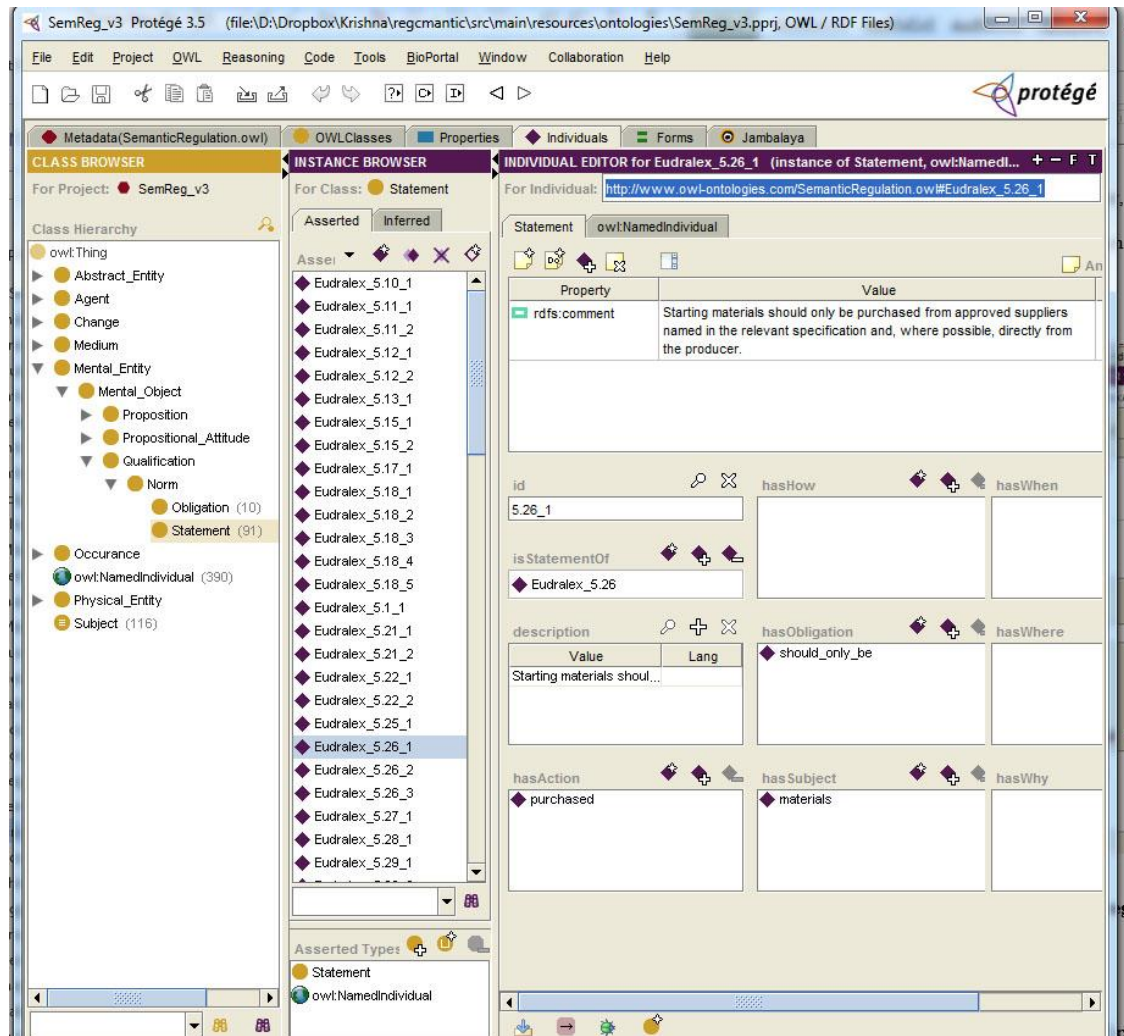 SemReg_v3 Protégé 3.5 (file:\D:\Dropbox\Krishna\regcmantic\src\main\resources\ontologies\SemReg_v3.pprj, OWL / RDF Files)
File Edit Project OWL Reasoning Code Tools BioPortal Window Collaboration Help
protégé
Metadata(SemanticRegulation.owl) OWLClasses Properties Individuals Forms Jambalaya
CLASS BROWSER
For Project: SemReg_v3
Class Hierarchy
owl:Thing
Abstract_Entity
Agent
Change
Medium
Mental_Entity
Mental_Object
Proposition
Propositional_Attitude
Qualification
Norm
Obligation (10)
Statement (91)
Occurance
owl:NamedIndividual (390)
Physical_Entity
Subject (116)
INSTANCE BROWSER
For Class: Statement
Asserted Inferred
Asser
Eudralex_5.10_1
Eudralex_5.11_1
Eudralex_5.11_2
Eudralex_5.12_1
Eudralex_5.12_2
Eudralex_5.13_1
Eudralex_5.15_1
Eudralex_5.15_2
Eudralex_5.17_1
Eudralex_5.18_1
Eudralex_5.18_2
Eudralex_5.18_3
Eudralex_5.18_4
Eudralex_5.18_5
Eudralex_5.1_1
Eudralex_5.21_1
Eudralex_5.21_2
Eudralex_5.22_1
Eudralex_5.22_2
Eudralex_5.25_1
Eudralex_5.26_1
Eudralex_5.26_2
Eudralex_5.26_3
Eudralex_5.27_1
Eudralex_5.28_1
Eudralex_5.29_1
Asserted Types
Statement
owl:NamedIndividual
INDIVIDUAL EDITOR for Eudralex_5.26_1 (instance of Statement, owl:NamedI... + − F T
For Individual: http://www.owl-ontologies.com/SemanticRegulation.owl#Eudralex_5.26_1
Statement owl:NamedIndividual
An
Property Value
rdfs:comment Starting materials should only be purchased from approved suppliers
named in the relevant specification and, where possible, directly from
the producer.
id hasHow hasWhen
5.26_1
isStatementOf
Eudralex_5.26
description hasObligation hasWhere
Value Lang should_only_be
Starting materials shoul...
hasAction hasSubject hasWhy
purchased materials